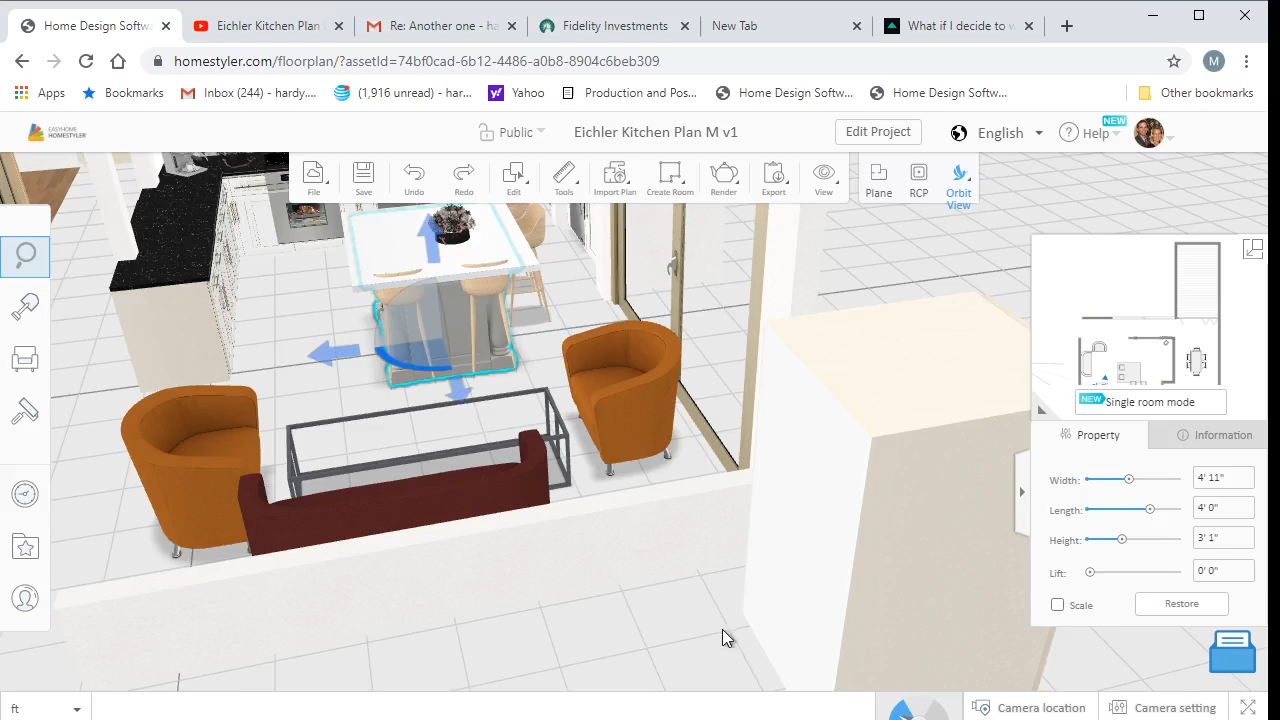 Home Design Softw
Eichler Kitchen Plan
Re: Another one - ha
Fidelity Investments
New Tab
What if I decide to w
homestyler.com/floorplan/?assetId=74bf0cad-6b12-4486-a0b8-8904c6beb309
M
Apps
Bookmarks
Inbox (244) - hardy....
(1,916 unread) - har...
Yahoo
Production and Pos...
Home Design Softw...
Home Design Softw...
Other bookmarks
EASYHOME
HOMESTYLER
Public
Eichler Kitchen Plan M v1
Edit Project
English
NEW
Help
File
Save
Undo
Redo
Edit
Tools
Import Plan
Create Room
Render
Export
View
Plane
RCP
Orbit
View
NEW
Single room mode
Property
Information
Width:
4' 11"
Length:
4' 0"
Height:
3' 1"
Lift:
0' 0"
Scale
Restore
ft
Camera location
Camera setting